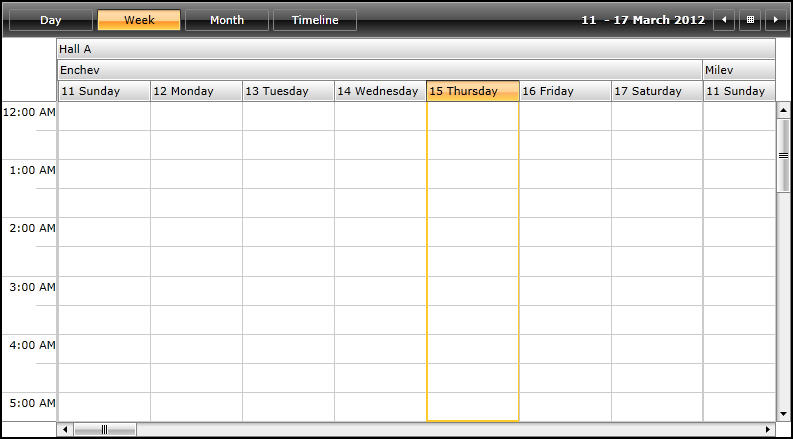 Day Week Month Timeline 11 - 17 March 2012
Hall A
Enchev Milev
11 Sunday 12 Monday 13 Tuesday 14 Wednesday 15 Thursday 16 Friday 17 Saturday 11 Sunday
12:00 AM
1:00 AM
2:00 AM
3:00 AM
4:00 AM
5:00 AM